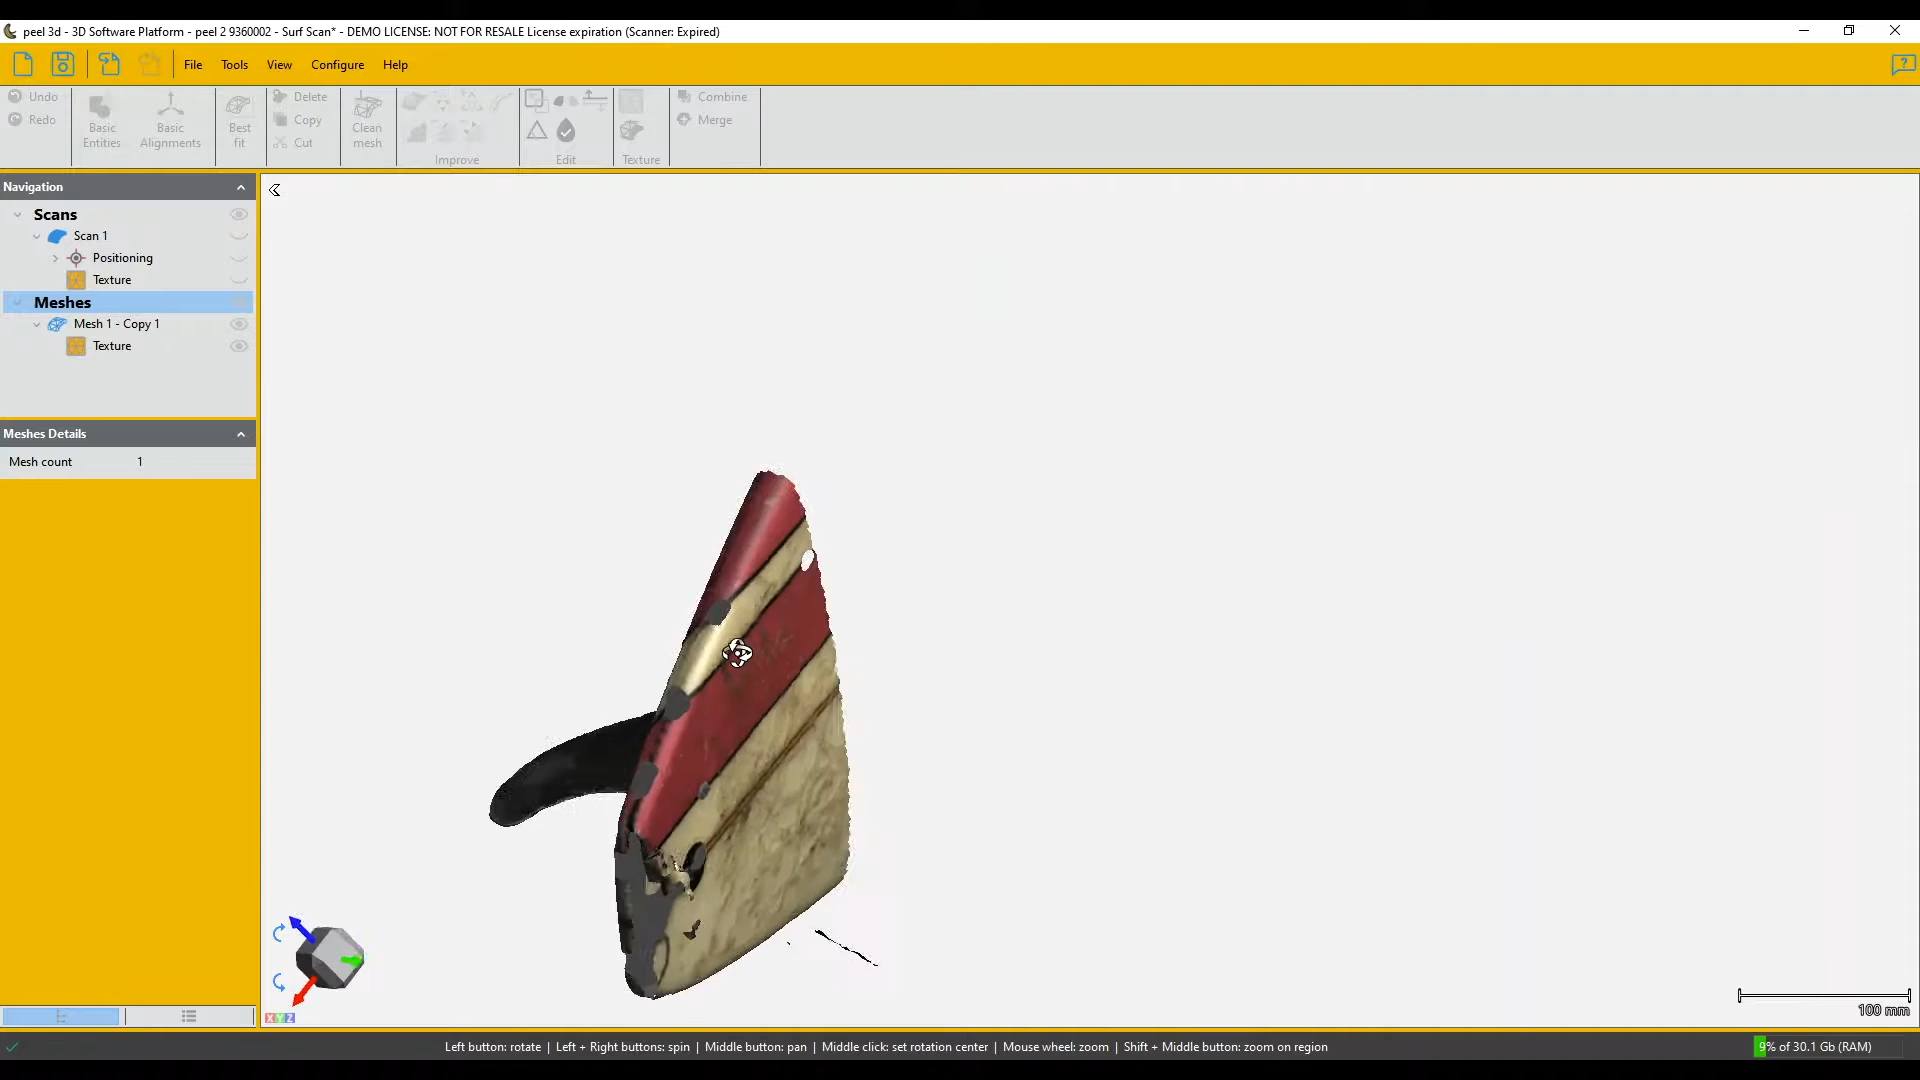 peel 3d - 3D Software Platform - peel 2 9360002 - Surf Scan* - DEMO LICENSE: NOT FOR RESALE License expiration (Scanner: Expired)
File Tools View Configure Help
Undo
Redo
Basic Entities
Basic Alignments
Best fit
Delete
Copy
Cut
Clean mesh
Improve
Edit
Texture
Combine
Merge
Navigation
Scans
Scan 1
Positioning
Texture
Meshes
Mesh 1 - Copy 1
Texture
Meshes Details
Mesh count 1
XYZ
100 mm
Left button: rotate | Left + Right buttons: spin | Middle button: pan | Middle click: set rotation center | Mouse wheel: zoom | Shift + Middle button: zoom on region
9% of 30.1 Gb (RAM)